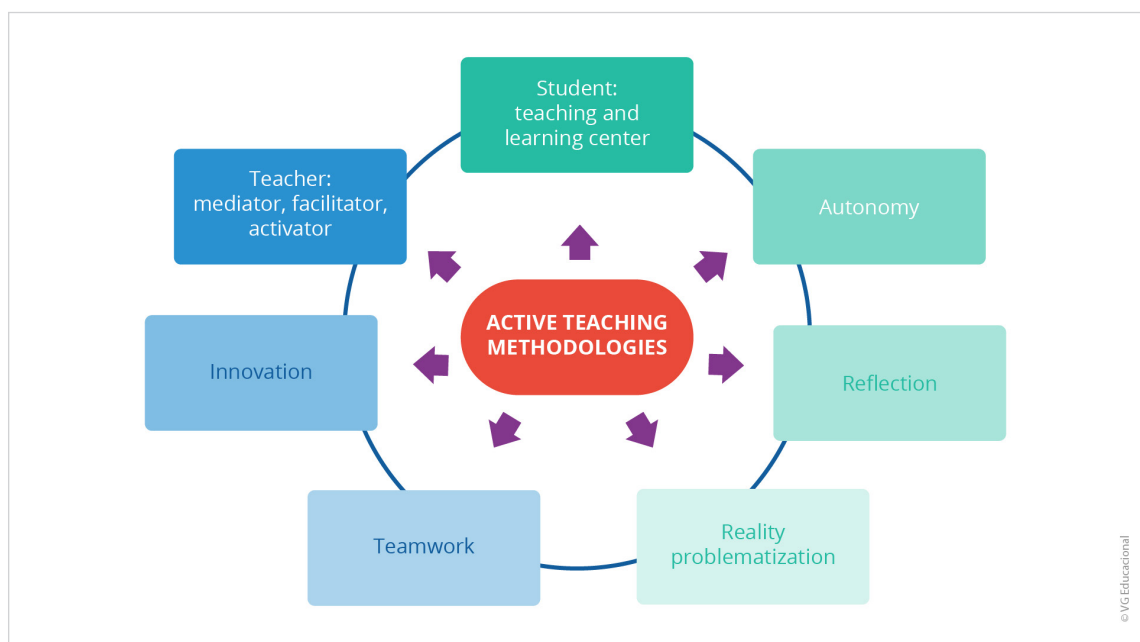 Student:
teaching and
learning center
Teacher:
mediator, facilitator,
activator
Autonomy
ACTIVE TEACHING
METHODOLOGIES
Innovation
Reflection
Teamwork
Reality
problematization
© VG Educacional